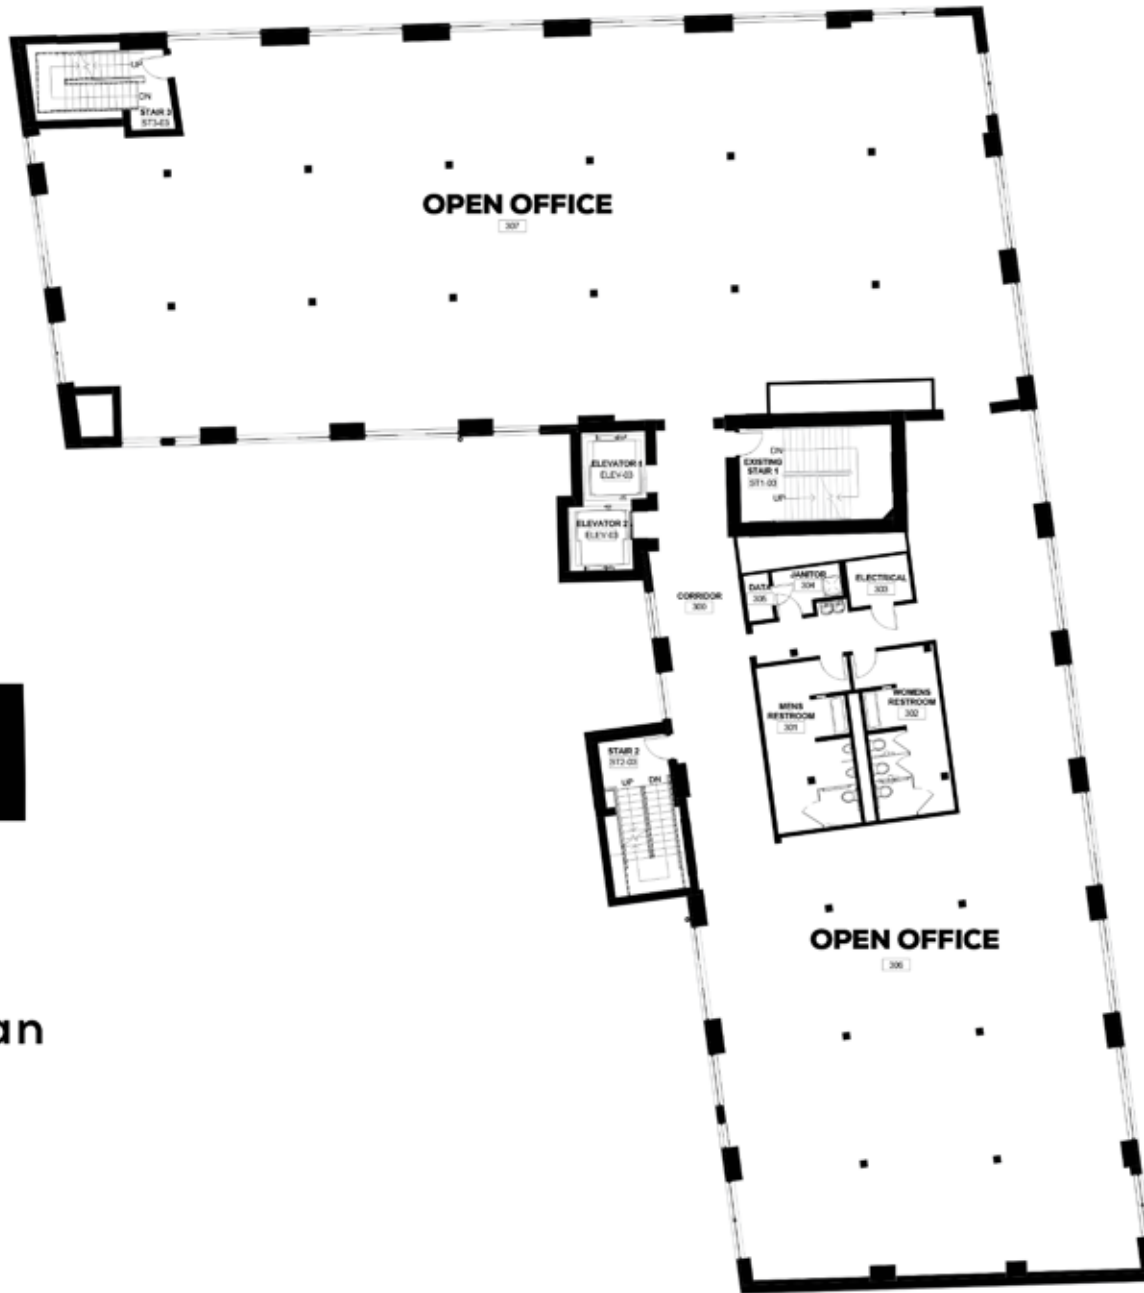 UP
DN
STAIR 3
ST3-03
OPEN OFFICE
307
ELEVATOR 1
ELEV-03
ELEVATOR 2
ELEV-03
DN
EXISTING
STAIR 1
ST1-03
UP
CORRIDOR
300
DATA
305
JANITOR
304
ELECTRICAL
303
MENS
RESTROOM
301
WOMENS
RESTROOM
302
STAIR 2
ST2-03
UP
DN
OPEN OFFICE
306
an